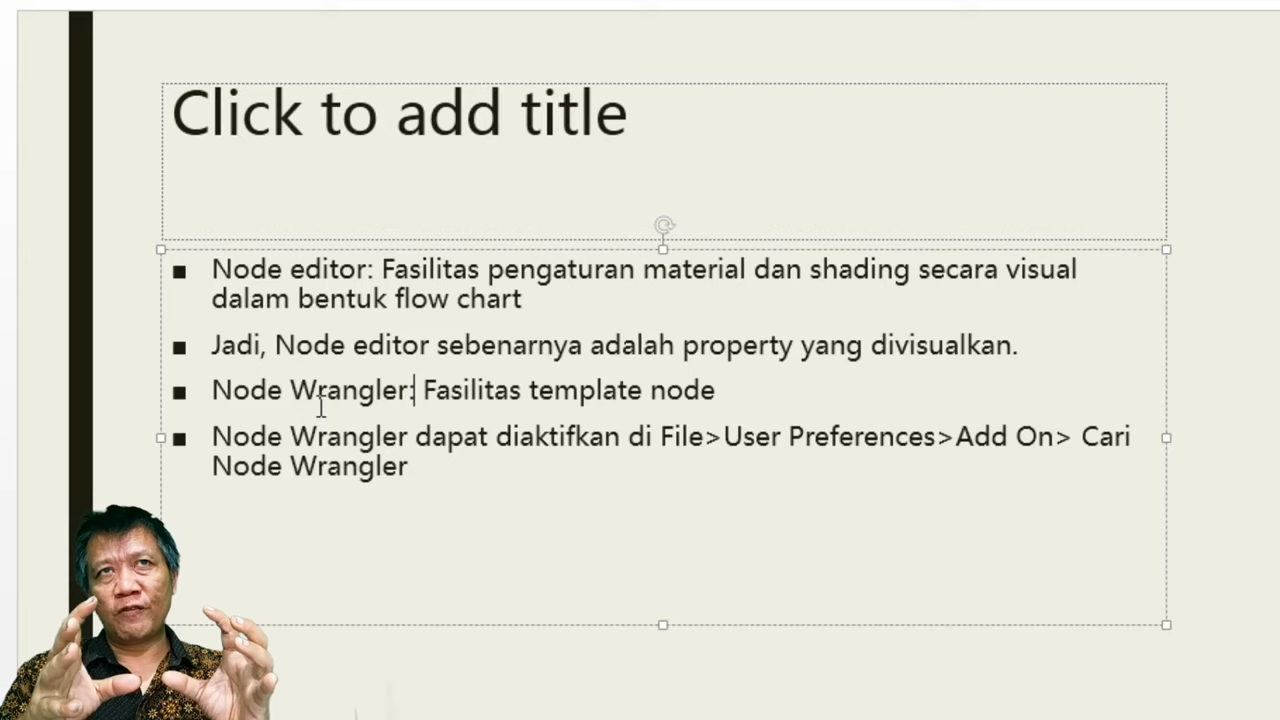 Click to add title
■ Node editor: Fasilitas pengaturan material dan shading secara visual
dalam bentuk flow chart
■ Jadi, Node editor sebenarnya adalah property yang divisualkan.
■ Node Wrangler: Fasilitas template node
■ Node Wrangler dapat diaktifkan di File>User Preferences>Add On> Cari
Node Wrangler